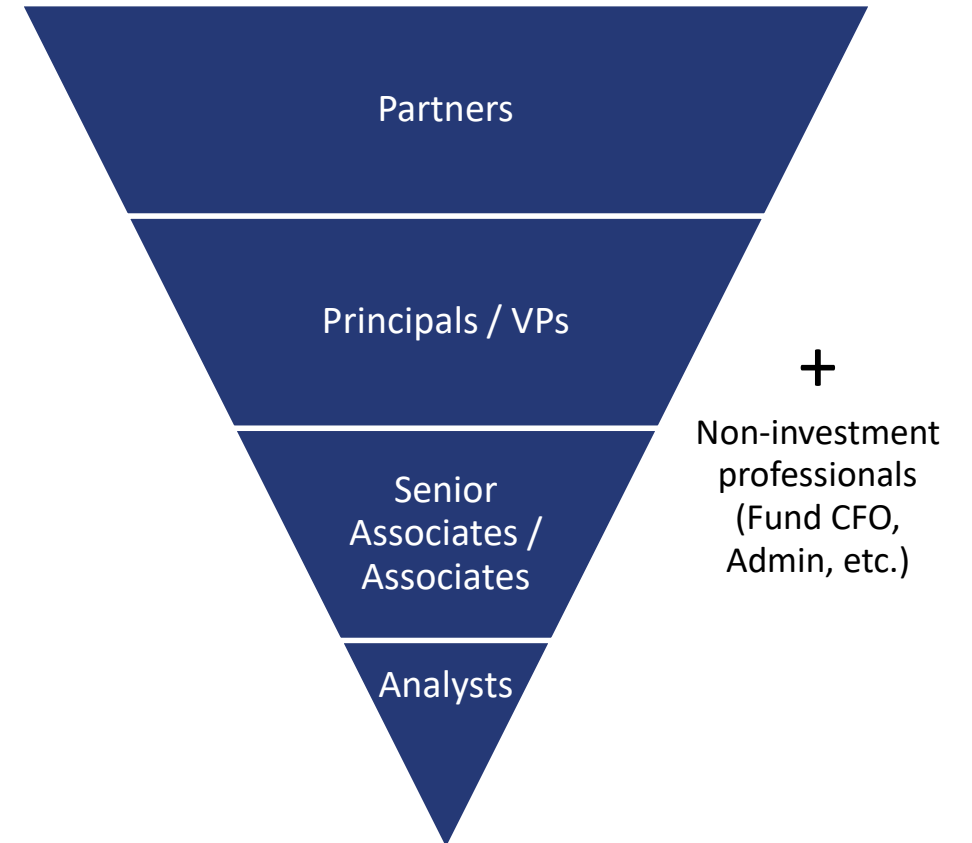 Partners
Principals / VPs
+
Non-investment
professionals
(Fund CFO,
Admin, etc.)
Senior
Associates /
Associates
Analysts